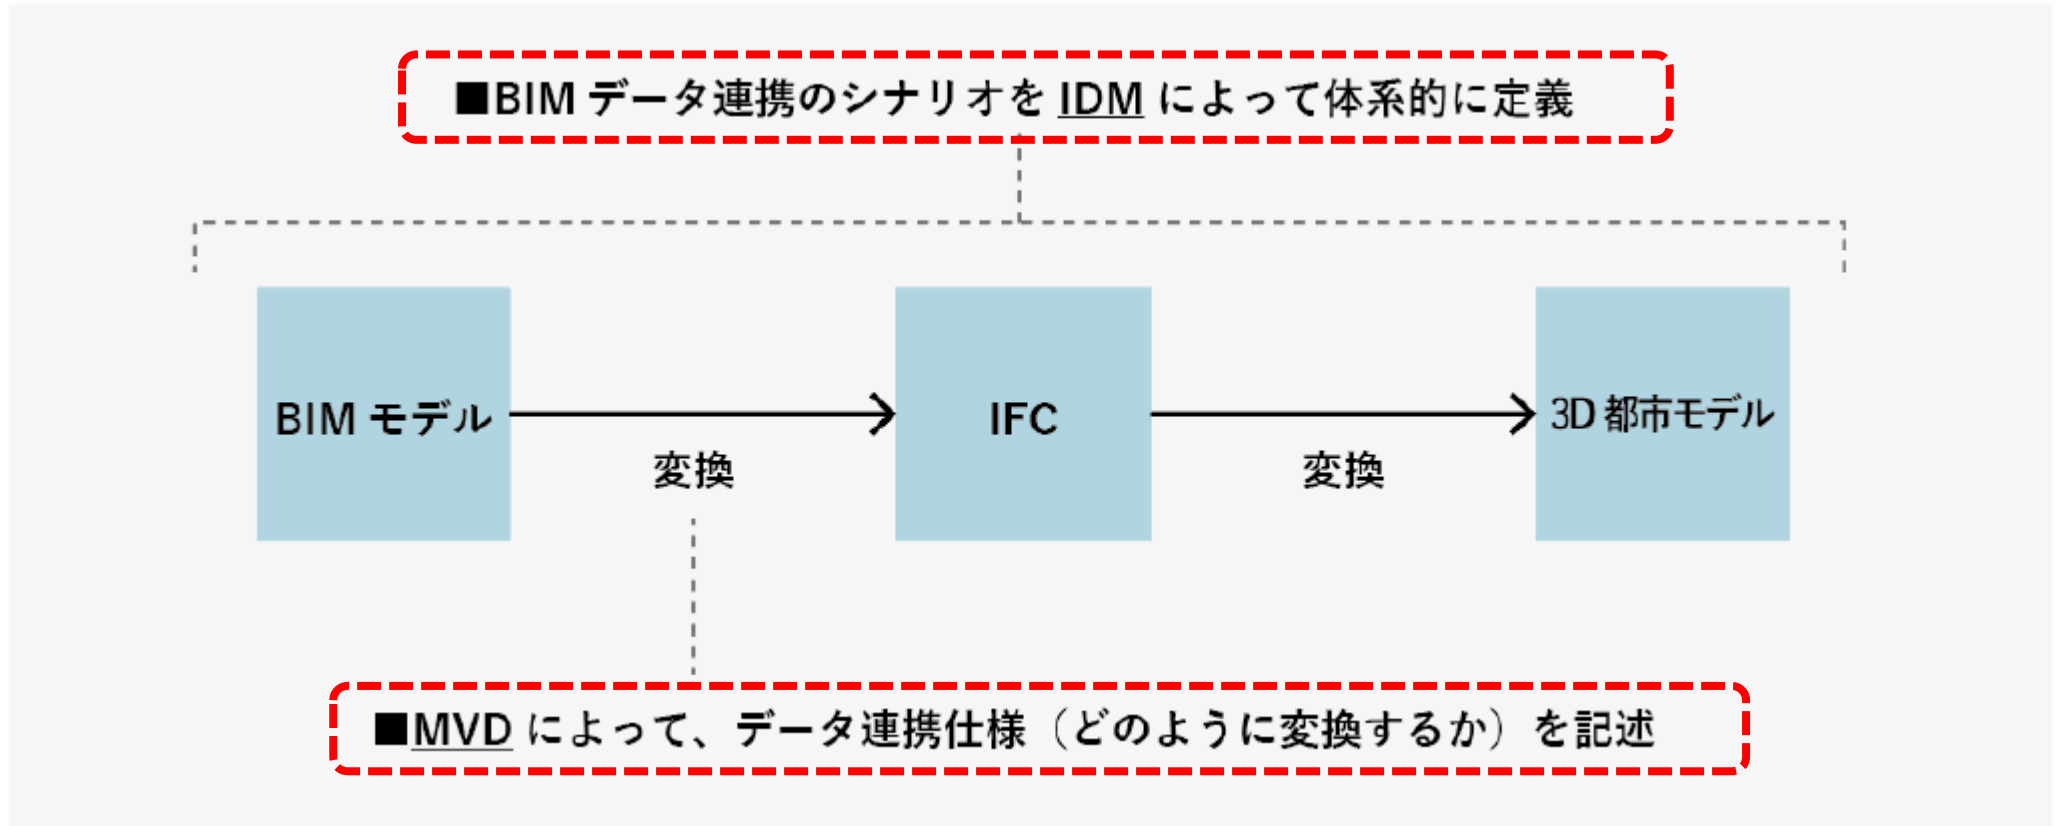 ■BIM データ連携のシナリオを IDM によって体系的に定義
BIM モデル
IFC
3D 都市モデル
変換
変換
■MVD によって、データ連携仕様（どのように変換するか）を記述